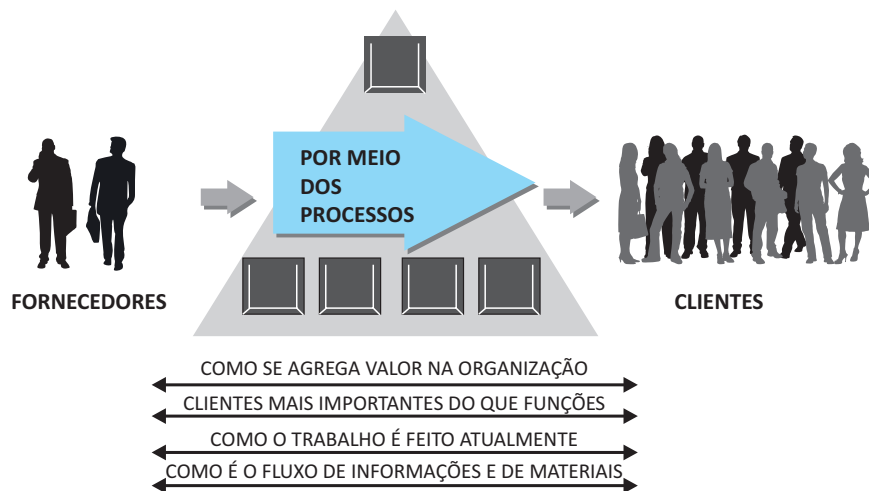 POR MEIO
DOS
PROCESSOS
FORNECEDORES
CLIENTES
COMO SE AGREGA VALOR NA ORGANIZAÇÃO
CLIENTES MAIS IMPORTANTES DO QUE FUNÇÕES
COMO O TRABALHO É FEITO ATUALMENTE
COMO É O FLUXO DE INFORMAÇÕES E DE MATERIAIS